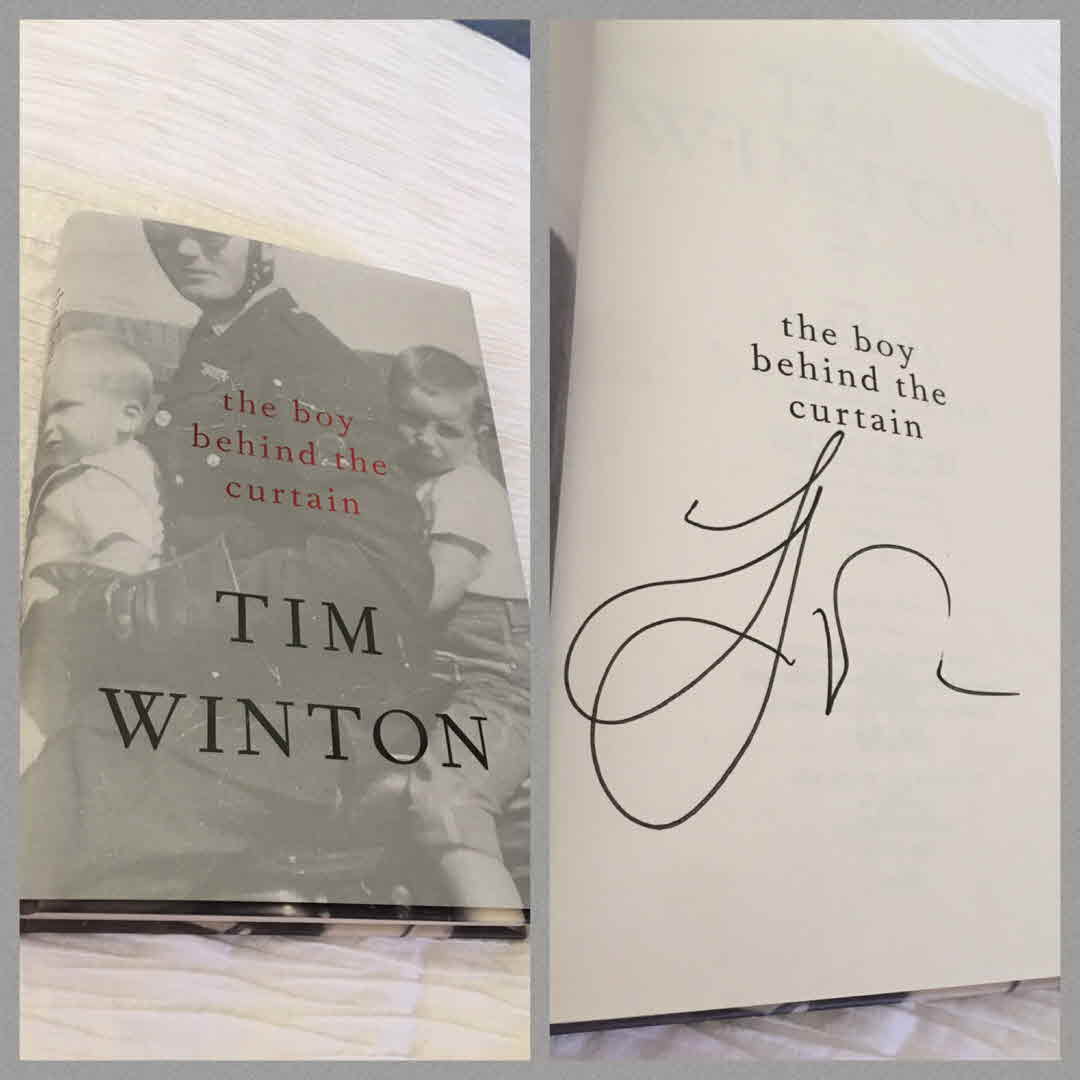 the boy
behind the
curtain
TIM
WINTON
the boy
behind the
curtain